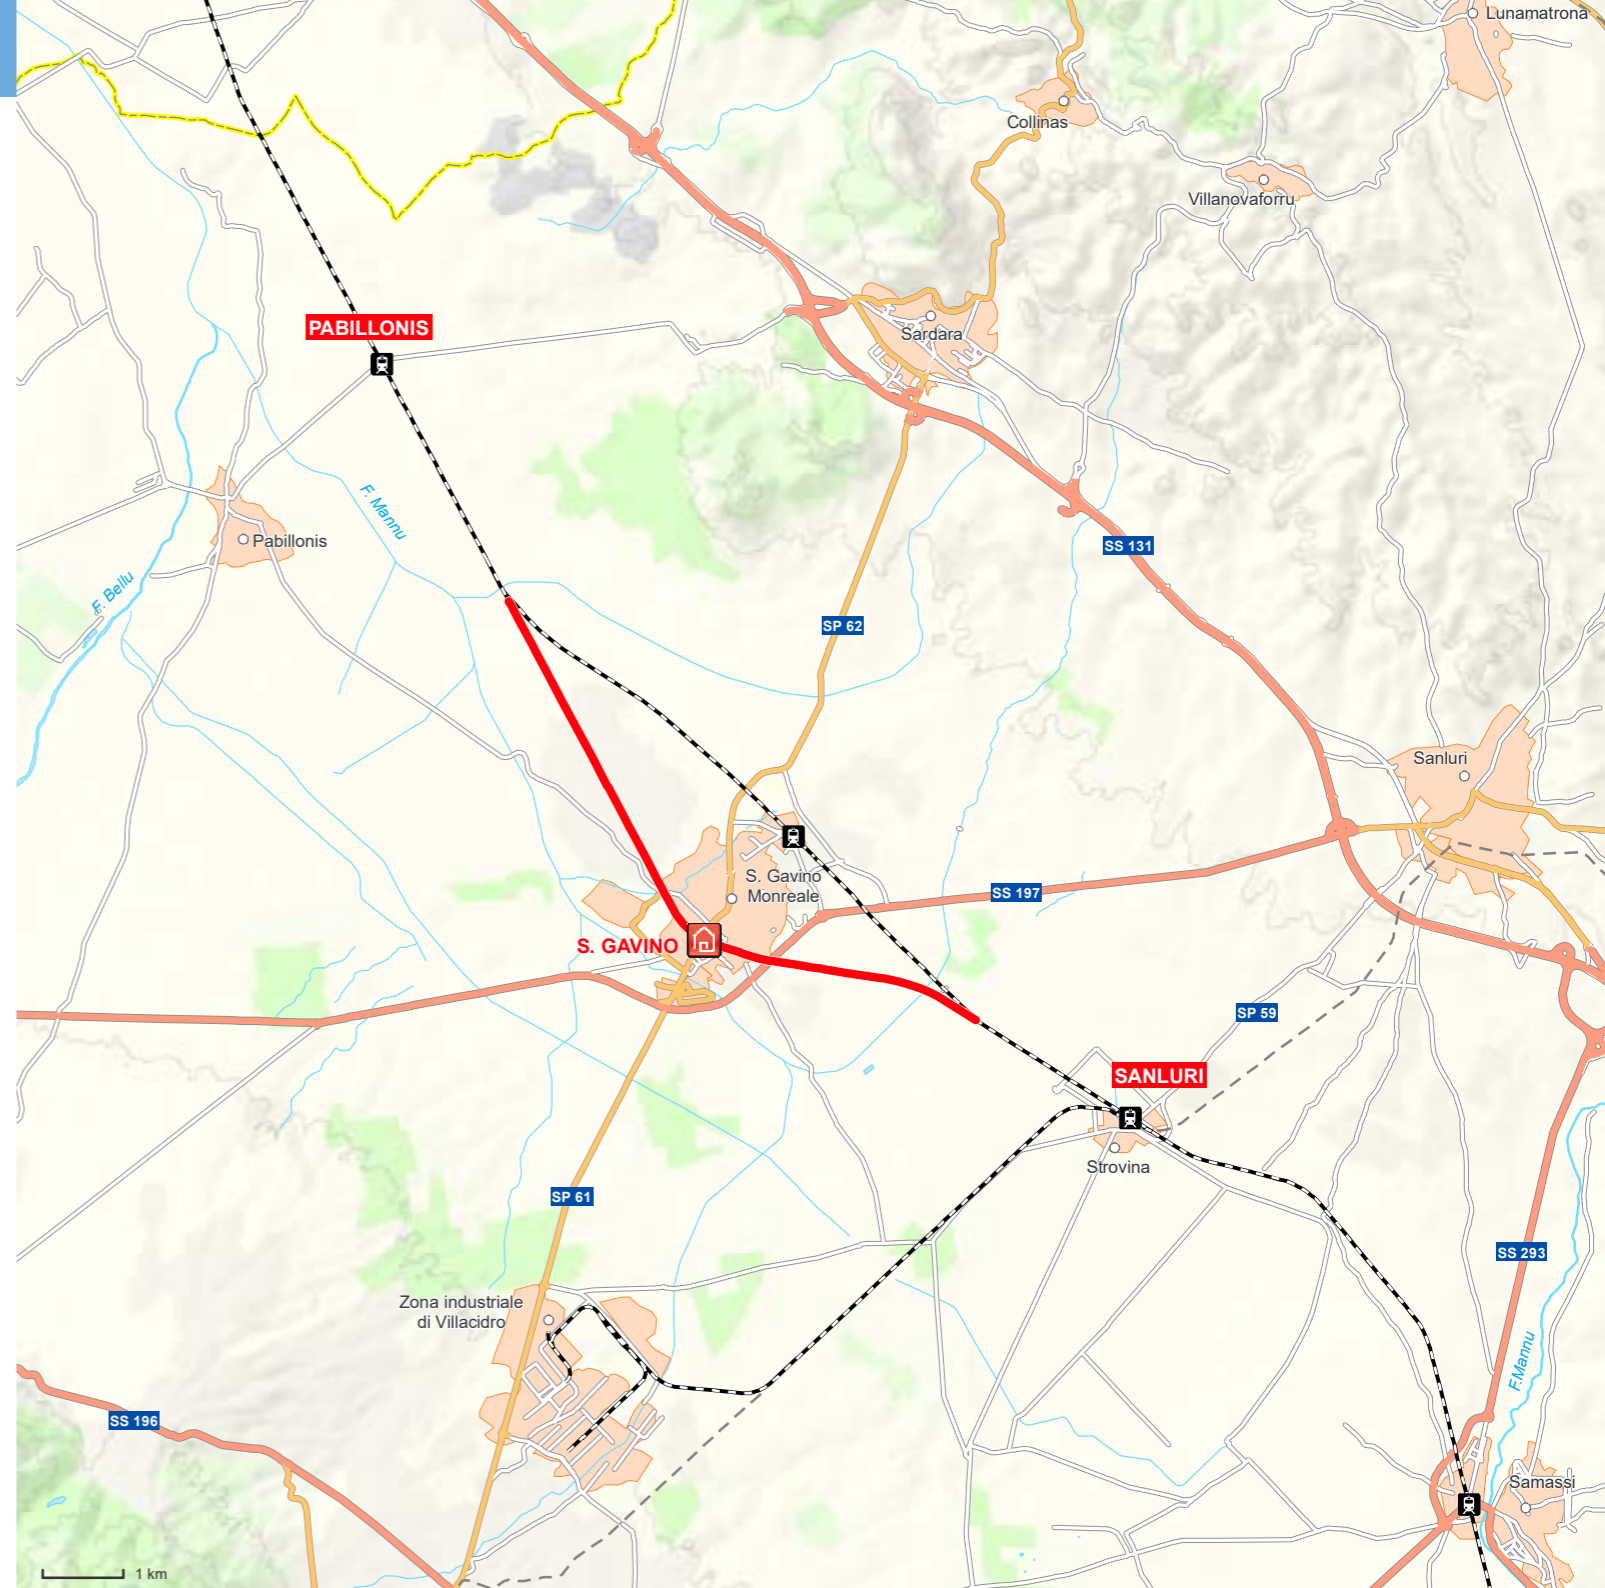 Lunamatrona
Collinas
Villanovaforru
PABILLONIS
Sardara
F. Mannu
Pabillonis
SS 131
F. Bellu
SP 62
Sanluri
S. Gavino
Monreale
SS 197
S. GAVINO
SP 59
SANLURI
Strovina
SP 61
SS 293
Zona industriale
di Villacidro
F.Mannu
SS 196
Samassi
1 km